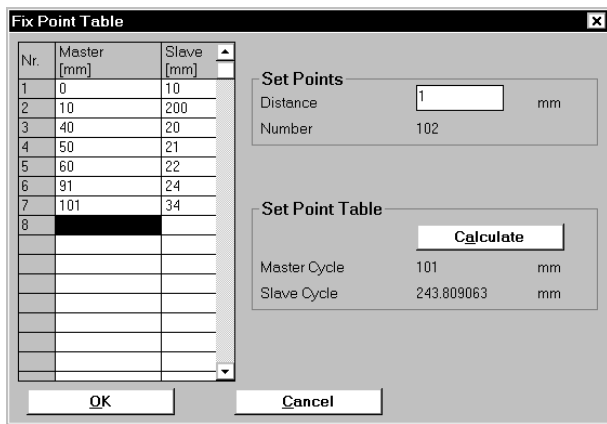 Fix Point Table
Nr. Master [mm] Slave [mm]
1 0 10
2 10 200
3 40 20
4 50 21
5 60 22
6 91 24
7 101 34
8
Set Points
Distance 1 mm
Number 102
Set Point Table
Calculate
Master Cycle 101 mm
Slave Cycle 243.809063 mm
OK Cancel